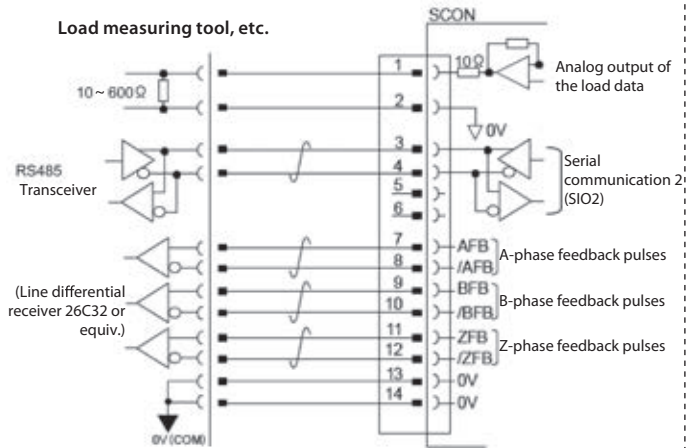 SCON
Load measuring tool, etc.
1
10Ω
Analog output of
the load data
10~600Ω
2
0V
3
4
RS485
Transceiver
Serial
communication 2
(SIO2)
5
6
7
AFB
A-phase feedback pulses
8
/AFB
(Line differential
receiver 26C32 or
equiv.)
9
BFB
B-phase feedback pulses
10
/BFB
11
ZFB
Z-phase feedback pulses
12
/ZFB
13
0V
14
0V
0V(COM)